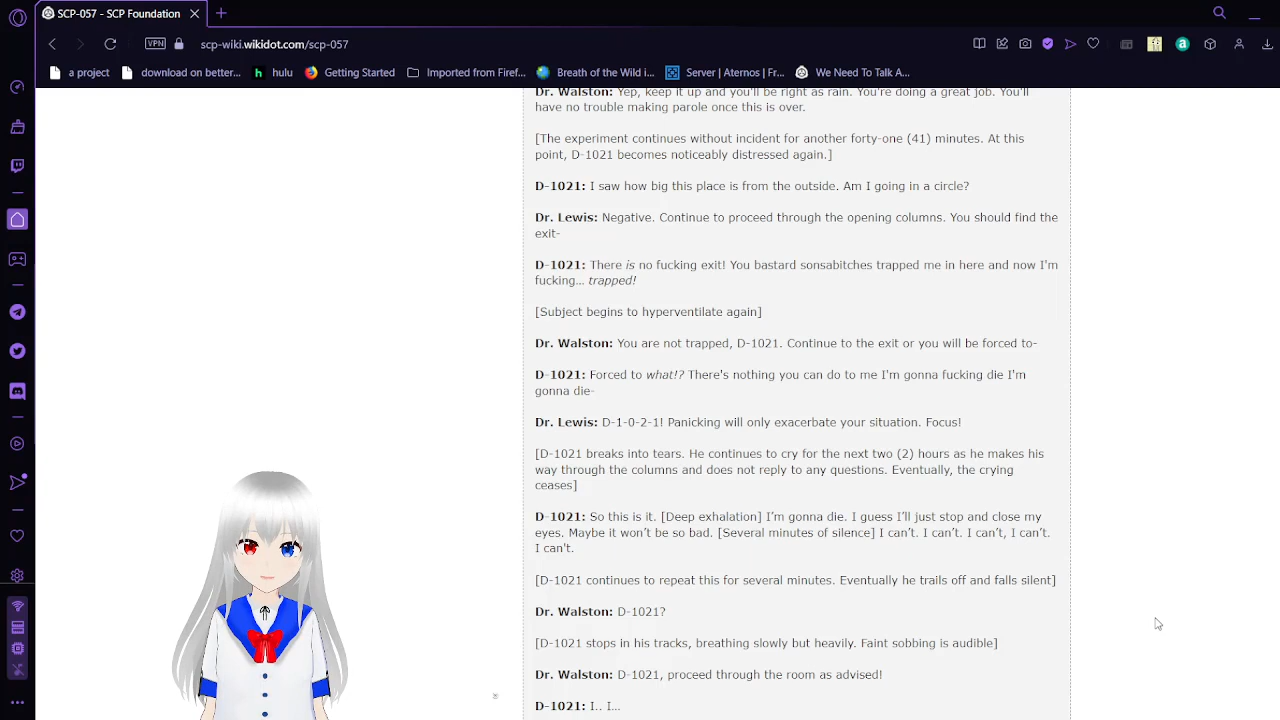 SCP-057 - SCP Foundation
VPN
scp-wiki.wikidot.com/scp-057
a project
download on better...
hulu
Getting Started
Imported from Firef...
Breath of the Wild i...
Server | Aternos | Fr...
We Need To Talk A...
Dr. Walston: Yep, keep it up and you'll be right as rain. You're doing a great job. You'll
have no trouble making parole once this is over.
[The experiment continues without incident for another forty-one (41) minutes. At this
point, D-1021 becomes noticeably distressed again.]
D-1021: I saw how big this place is from the outside. Am I going in a circle?
Dr. Lewis: Negative. Continue to proceed through the opening columns. You should find the
exit-
D-1021: There is no fucking exit! You bastard sonsabitches trapped me in here and now I'm
fucking… trapped!
[Subject begins to hyperventilate again]
Dr. Walston: You are not trapped, D-1021. Continue to the exit or you will be forced to-
D-1021: Forced to what!? There's nothing you can do to me I'm gonna fucking die I'm
gonna die-
Dr. Lewis: D-1-0-2-1! Panicking will only exacerbate your situation. Focus!
[D-1021 breaks into tears. He continues to cry for the next two (2) hours as he makes his
way through the columns and does not reply to any questions. Eventually, the crying
ceases]
D-1021: So this is it. [Deep exhalation] I’m gonna die. I guess I’ll just stop and close my
eyes. Maybe it won’t be so bad. [Several minutes of silence] I can’t. I can’t. I can’t, I can’t.
I can't.
[D-1021 continues to repeat this for several minutes. Eventually he trails off and falls silent]
Dr. Walston: D-1021?
[D-1021 stops in his tracks, breathing slowly but heavily. Faint sobbing is audible]
Dr. Walston: D-1021, proceed through the room as advised!
D-1021: I.. I…